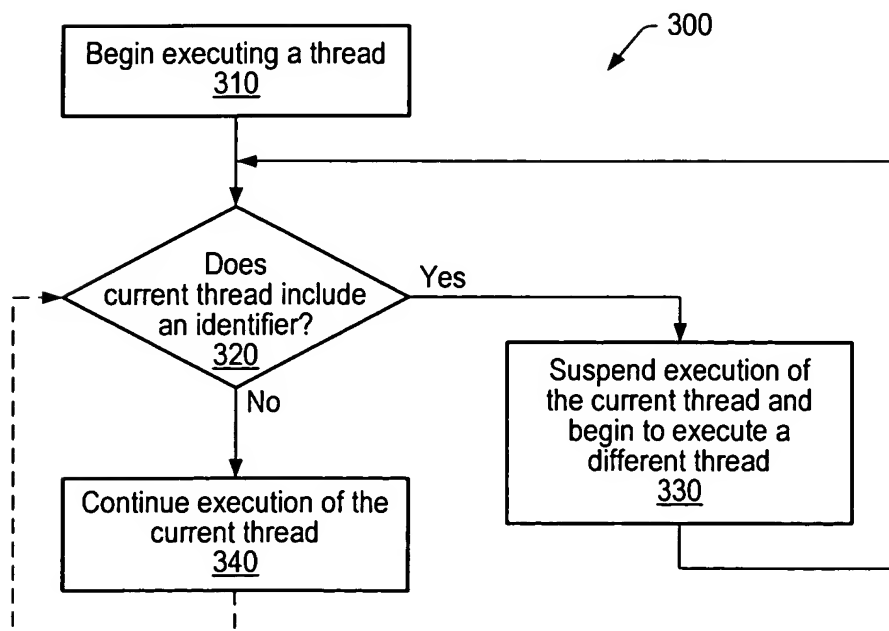 300
Begin executing a thread
310
Does
current thread include
an identifier?
320
Yes
No
Suspend execution of
the current thread and
begin to execute a
different thread
330
Continue execution of the
current thread
340